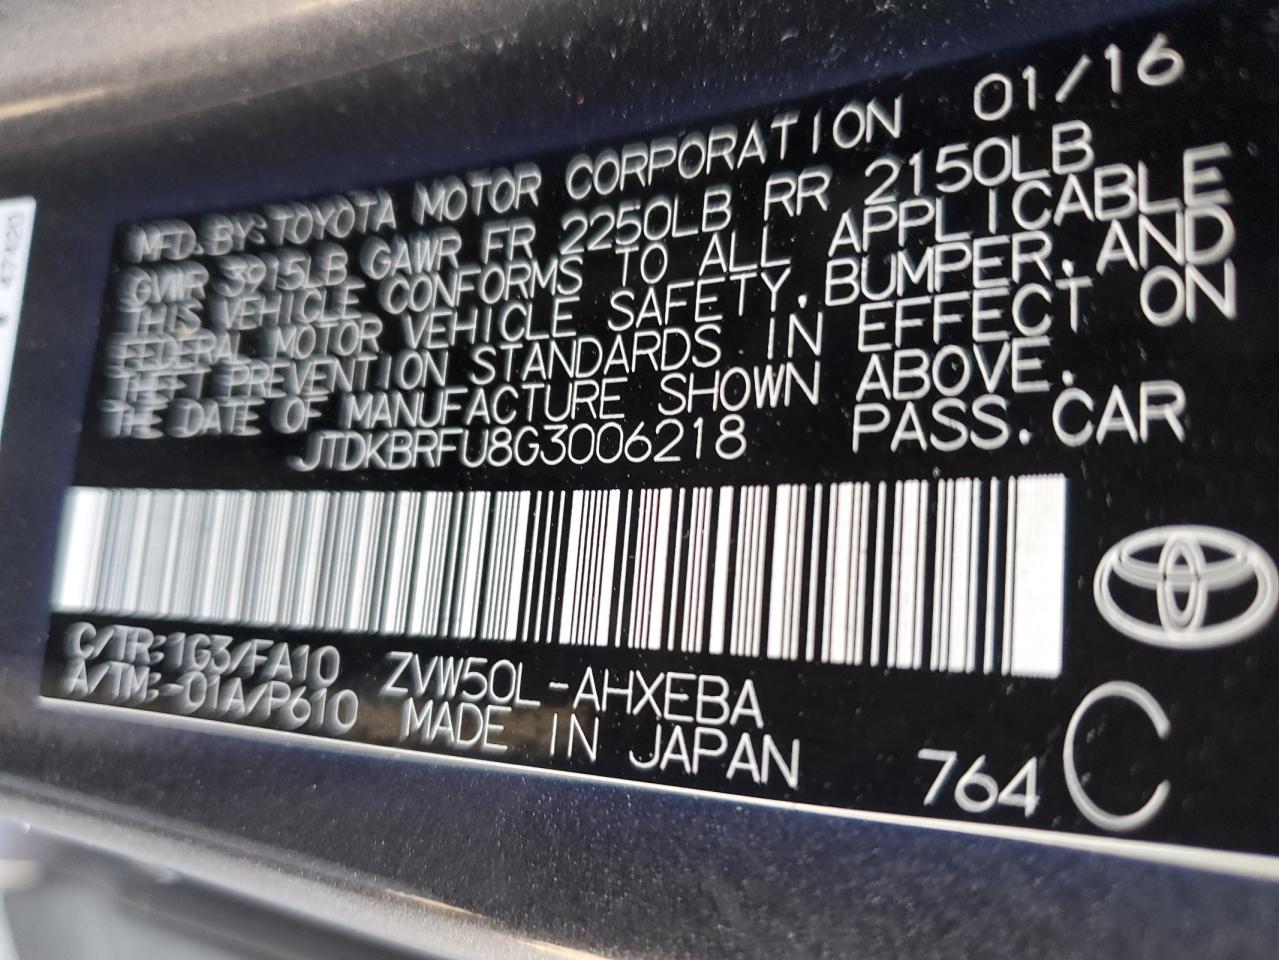 MFD. BY: TOYOTA MOTOR CORPORATION 01/16
GVWR 3915LB GAWR FR 2250LB RR 2150LB
THIS VEHICLE CONFORMS TO ALL APPLICABLE
FEDERAL MOTOR VEHICLE SAFETY, BUMPER, AND
THEFT PREVENTION STANDARDS IN EFFECT ON
THE DATE OF MANUFACTURE SHOWN ABOVE.
JTDKBRFU8G3006218 PASS. CAR
C/TR:1G3/FA10 ZVW50L-AHXEBA
A/TM:-01A/P610 MADE IN JAPAN 764 C
47420